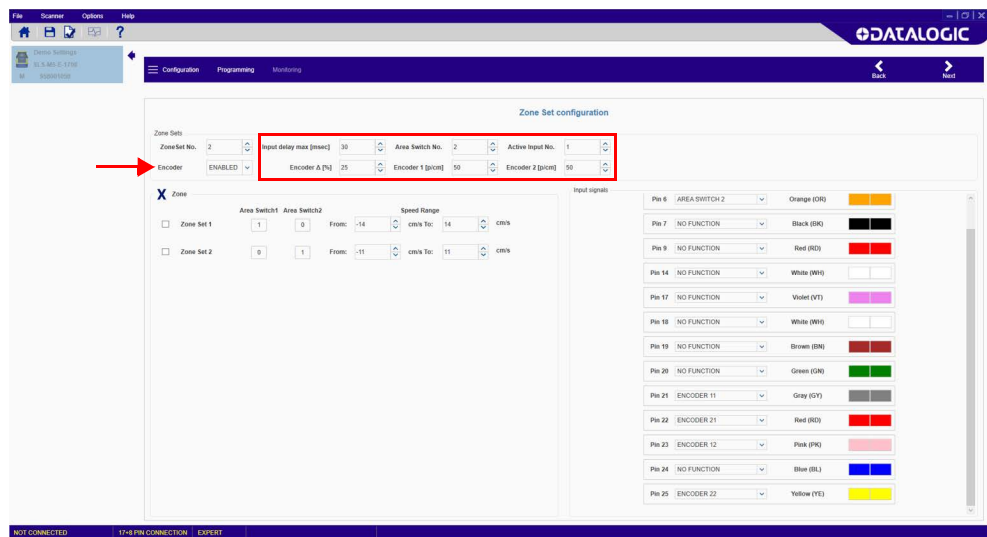 File Scanner Options Help
DATALOGIC
Demo Settings
M
Configuration Programming Monitoring
Back Next
Zone Set configuration
Zone Sets
ZoneSet No. 2 Input delay max [msec] 30 Area Switch No. 2 Active Input No. 1
Encoder ENABLED Encoder Δ [%] 25 Encoder 1 [p/cm] 50 Encoder 2 [p/cm] 50
X Zone
Area Switch1 Area Switch2 Speed Range
Zone Set 1 1 0 From: -14 cm/s To: 14 cm/s
Zone Set 2 0 1 From: -11 cm/s To: 11 cm/s
Input signals
Pin 6 AREA SWITCH 2 Orange (OR)
Pin 7 NO FUNCTION Black (BK)
Pin 9 NO FUNCTION Red (RD)
Pin 14 NO FUNCTION White (WH)
Pin 17 NO FUNCTION Violet (VT)
Pin 18 NO FUNCTION White (WH)
Pin 19 NO FUNCTION Brown (BN)
Pin 20 NO FUNCTION Green (GN)
Pin 21 ENCODER 11 Gray (GY)
Pin 22 ENCODER 21 Red (RD)
Pin 23 ENCODER 12 Pink (PK)
Pin 24 NO FUNCTION Blue (BL)
Pin 25 ENCODER 22 Yellow (YE)
NOT CONNECTED 17+8 PIN CONNECTION EXPERT